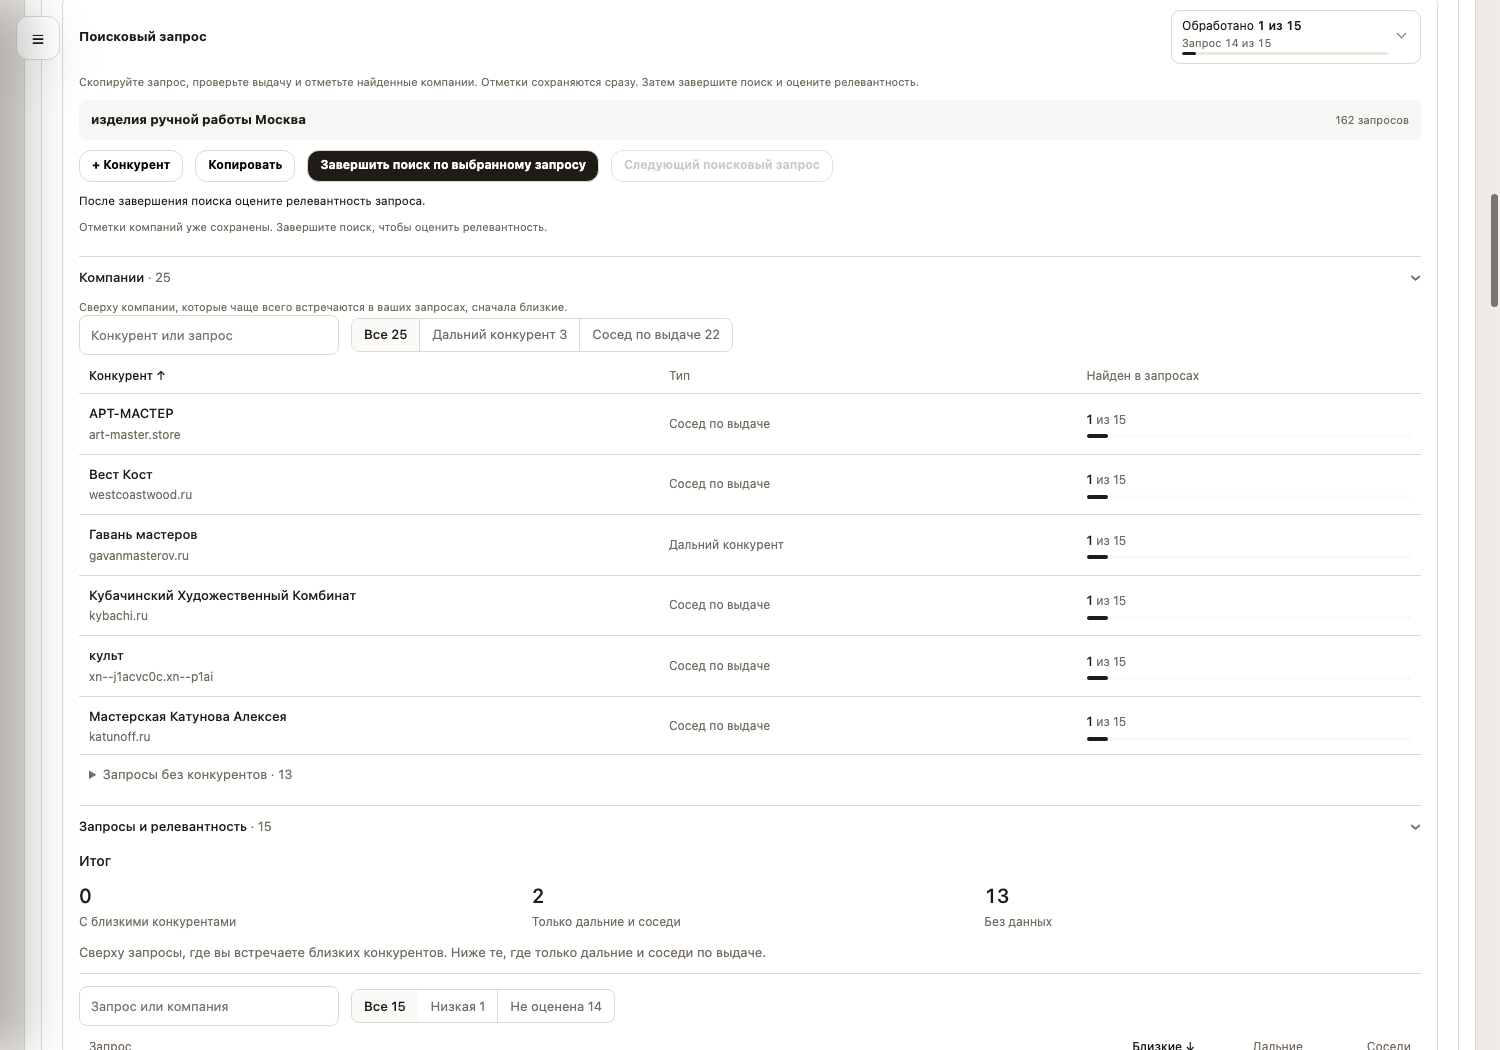 Поисковый запрос
Обработано 1 из 15
Запрос 14 из 15
Скопируйте запрос, проверьте выдачу и отметьте найденные компании. Отметки сохраняются сразу. Затем завершите поиск и оцените релевантность.
изделия ручной работы Москва
162 запросов
+ Конкурент
Копировать
Завершить поиск по выбранному запросу
Следующий поисковый запрос
После завершения поиска оцените релевантность запроса.
Отметки компаний уже сохранены. Завершите поиск, чтобы оценить релевантность.
Компании · 25
Сверху компании, которые чаще всего встречаются в ваших запросах, сначала близкие.
Конкурент или запрос
Все 25
Дальний конкурент 3
Сосед по выдаче 22
Конкурент ↑
Тип
Найден в запросах
АРТ-МАСТЕР
art-master.store
Сосед по выдаче
1 из 15
Вест Кост
westcoastwood.ru
Сосед по выдаче
1 из 15
Гавань мастеров
gavanmasterov.ru
Дальний конкурент
1 из 15
Кубачинский Художественный Комбинат
kybachi.ru
Сосед по выдаче
1 из 15
культ
xn--j1acvc0c.xn--p1ai
Сосед по выдаче
1 из 15
Мастерская Катунова Алексея
katunoff.ru
Сосед по выдаче
1 из 15
Запросы без конкурентов · 13
Запросы и релевантность · 15
Итог
0
С близкими конкурентами
2
Только дальние и соседи
13
Без данных
Сверху запросы, где вы встречаете близких конкурентов. Ниже те, где только дальние и соседи по выдаче.
Запрос или компания
Все 15
Низкая 1
Не оценена 14
Запрос
Близкие ↓
Дальние
Соседи